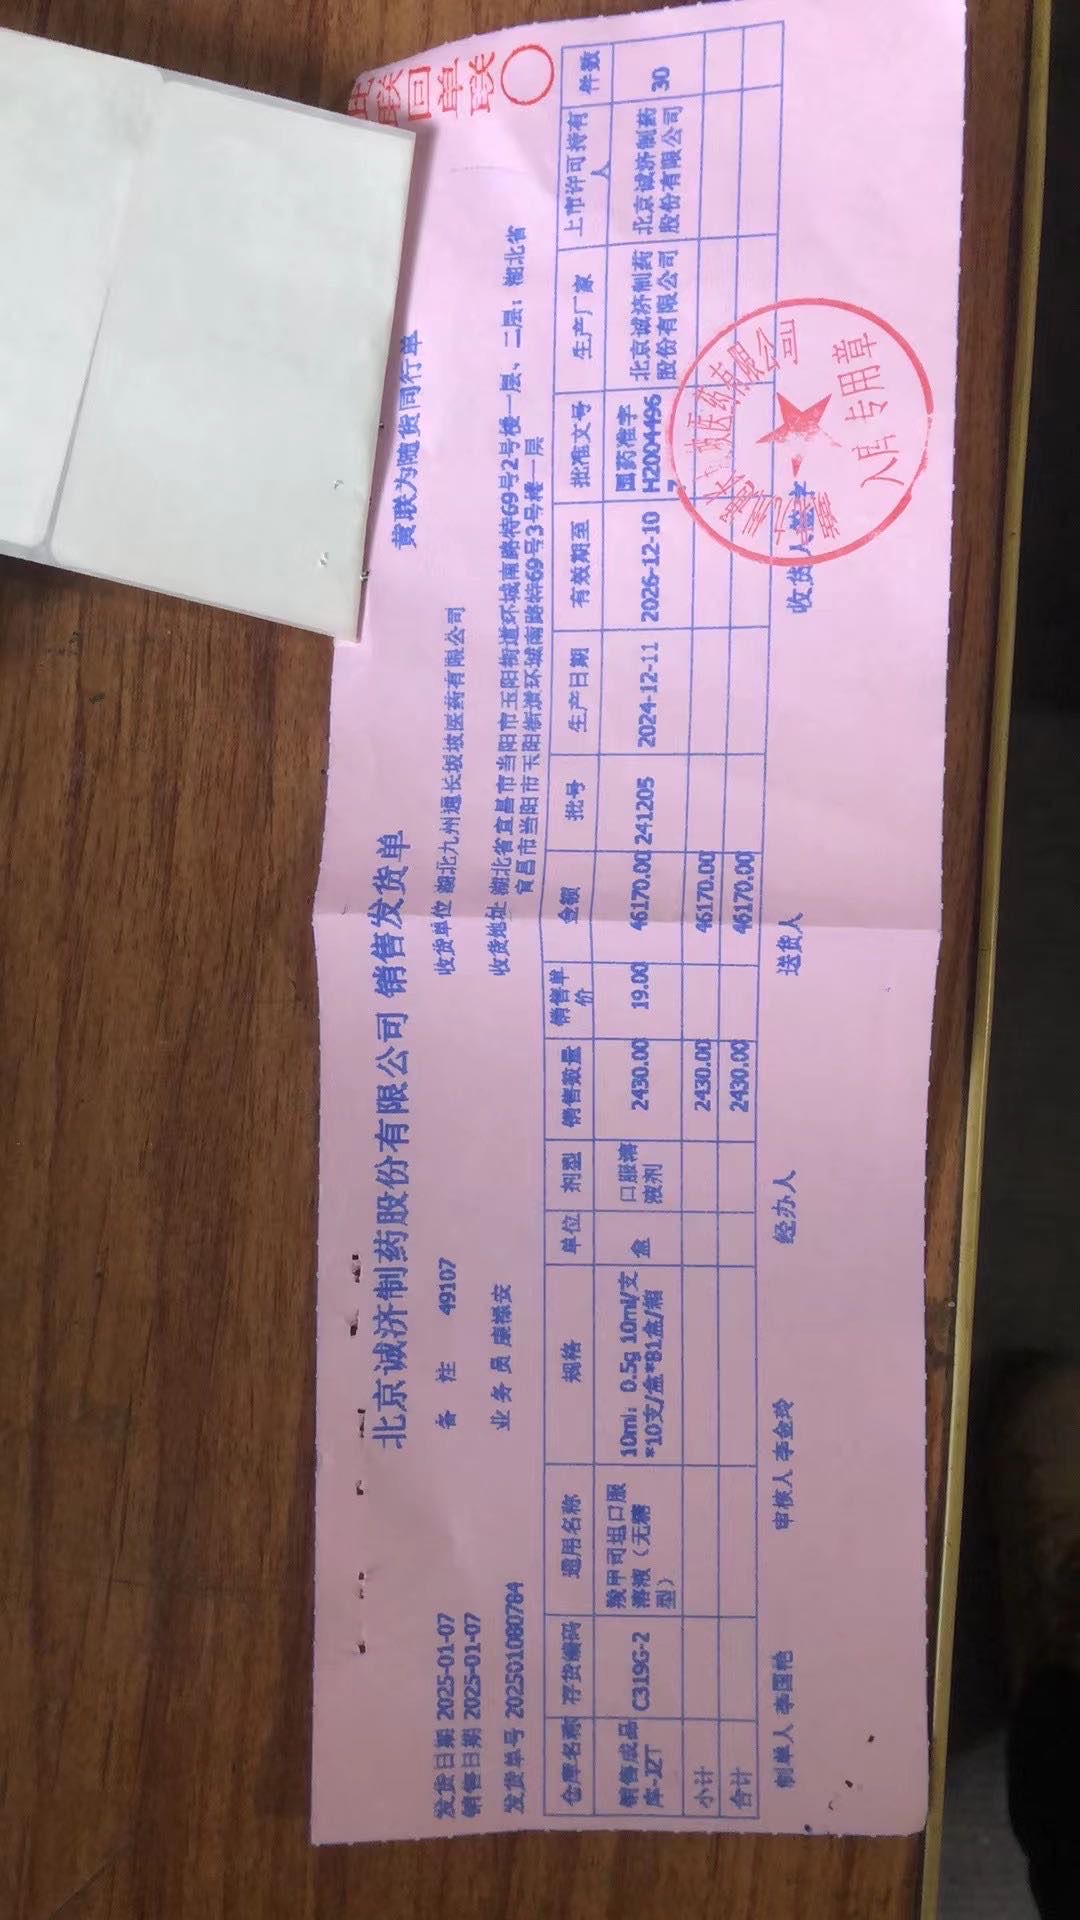 北京诚济制药股份有限公司 销售发货单
黄联为随货同行单
联回单联
发货日期 2025-01-07
销售日期 2025-01-07
备 注 49107
收货单位 湖北九州通长坂坡医药有限公司
发货单号 202501080784
业务员 康禄安
收货地址 湖北省宜昌市当阳市玉阳街道环城南路特69号2号楼一层、二层；湖北省
宜昌市当阳市玉阳街道环城南路特69号3号楼一层
仓库名称 存货编码 通用名称 规格 单位 剂型 销售数量 销售单价 金额 批号 生产日期 有效期至 批准文号 生产厂家 上市许可持有人 件数
销售成品库-JZT C319G-2 羧甲司坦口服溶液（无糖型） 10ml：0.5g 10ml/支*10支/盒*81盒/箱 盒 口服溶液剂 2430.00 19.00 46170.00 241205 2024-12-11 2026-12-10 国药准字H20044967 北京诚济制药股份有限公司 北京诚济制药股份有限公司 30
小计 2430.00 46170.00
合计 2430.00 46170.00
制单人 李国艳 审核人 李金玲 经办人 送货人 收货人签字
入库专用章